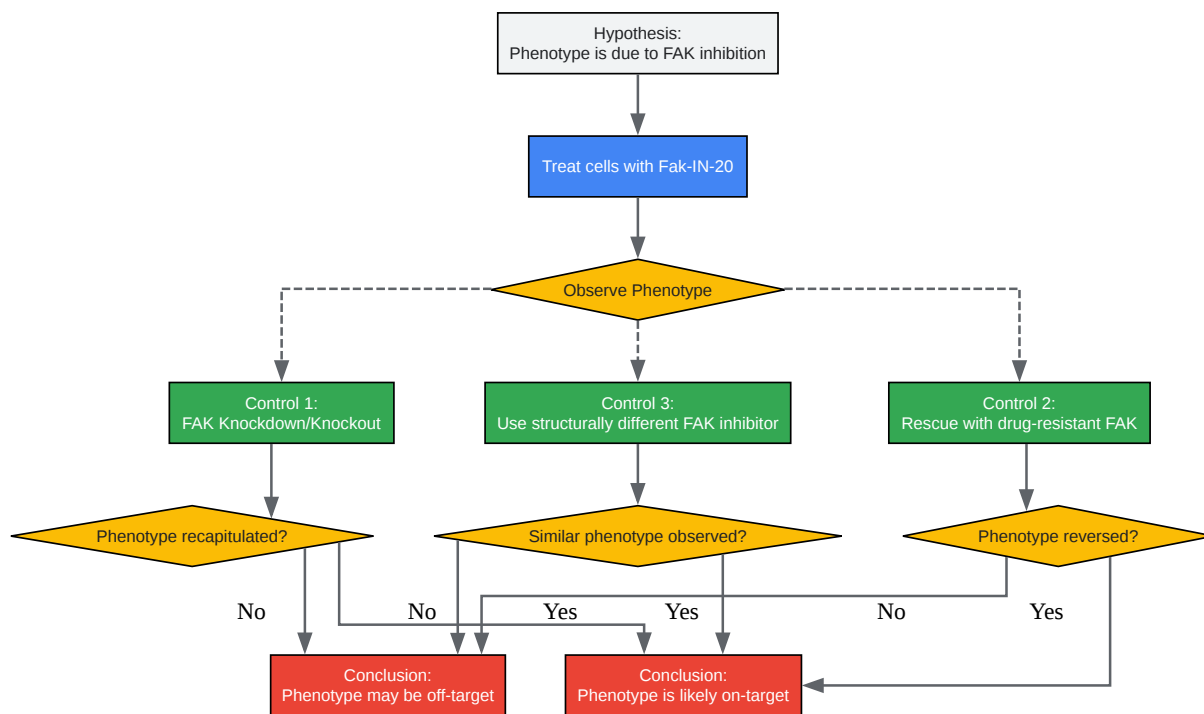 Hypothesis:
Phenotype is due to FAK inhibition
Treat cells with Fak-IN-20
Observe Phenotype
Control 1:
FAK Knockdown/Knockout
Control 3:
Use structurally different FAK inhibitor
Control 2:
Rescue with drug-resistant FAK
Phenotype recapitulated?
Similar phenotype observed?
Phenotype reversed?
No
No
Yes
Yes
No
Yes
Conclusion:
Phenotype may be off-target
Conclusion:
Phenotype is likely on-target